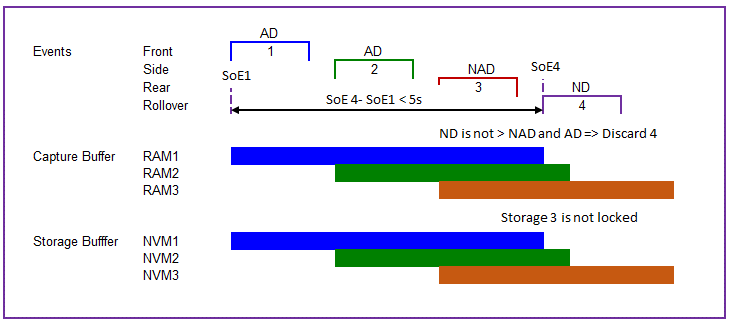 AD
Events Front 1 AD
Side 2 NAD
SoE1 SoE4
Rear 3 ND
Rollover SoE 4- SoE1 < 5s 4
ND is not > NAD and AD => Discard 4
Capture Buffer RAM1
RAM2
RAM3
Storage 3 is not locked
Storage Bufffer NVM1
NVM2
NVM3